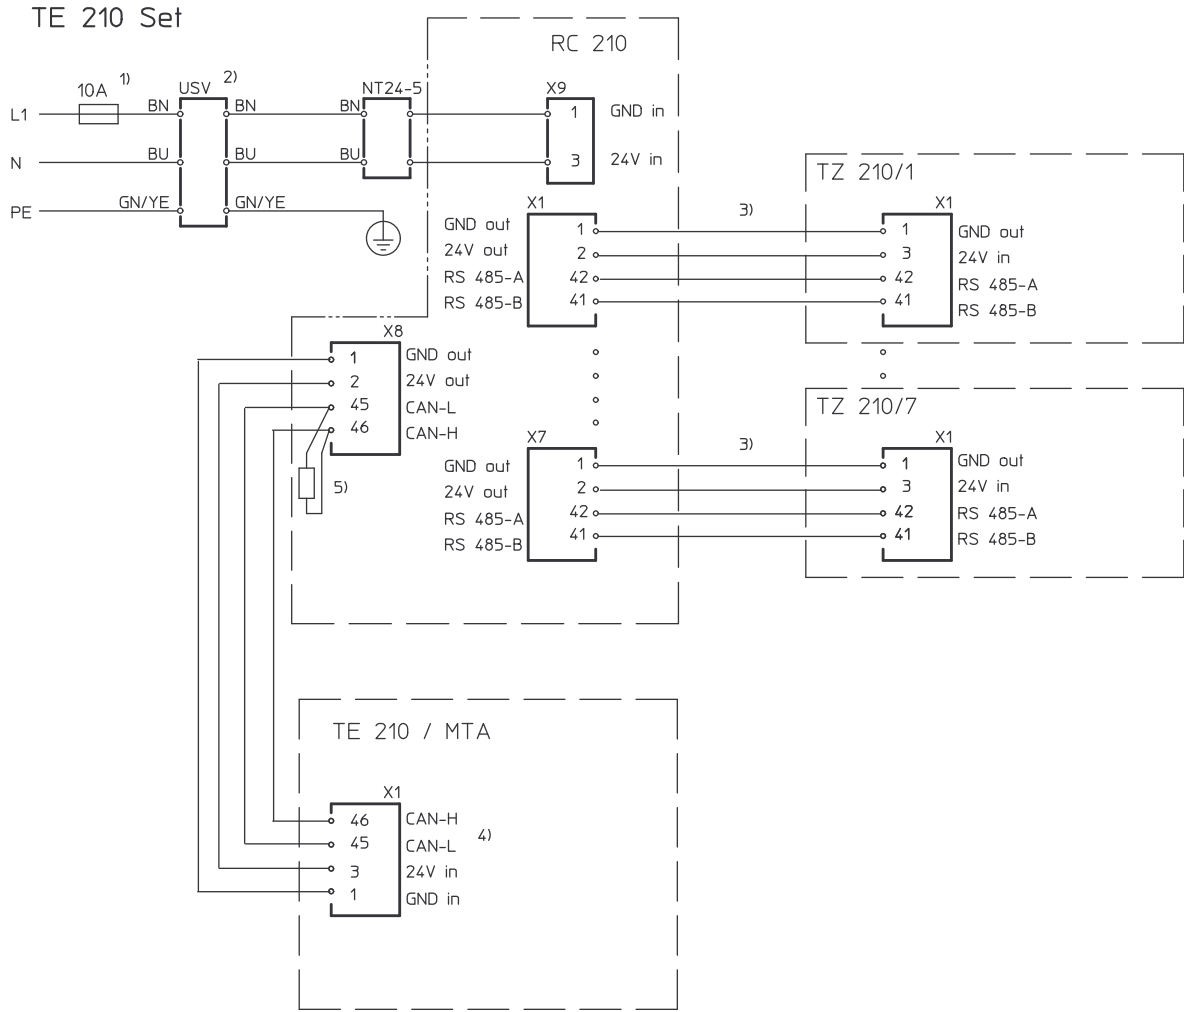 TE 210 Set
RC 210
10A 1)
USV 2)
NT24-5
X9
L1
BN
BN
BN
1
GND in
N
BU
BU
BU
3
24V in
PE
GN/YE
GN/YE
X1
GND out
1
24V out
2
RS 485-A
42
RS 485-B
41
3)
TZ 210/1
X1
1
GND out
3
24V in
42
RS 485-A
41
RS 485-B
X8
1
GND out
2
24V out
45
CAN-L
46
CAN-H
5)
X7
GND out
1
24V out
2
RS 485-A
42
RS 485-B
41
3)
TZ 210/7
X1
1
GND out
3
24V in
42
RS 485-A
41
RS 485-B
TE 210 / MTA
X1
46
CAN-H
45
CAN-L
4)
3
24V in
1
GND in